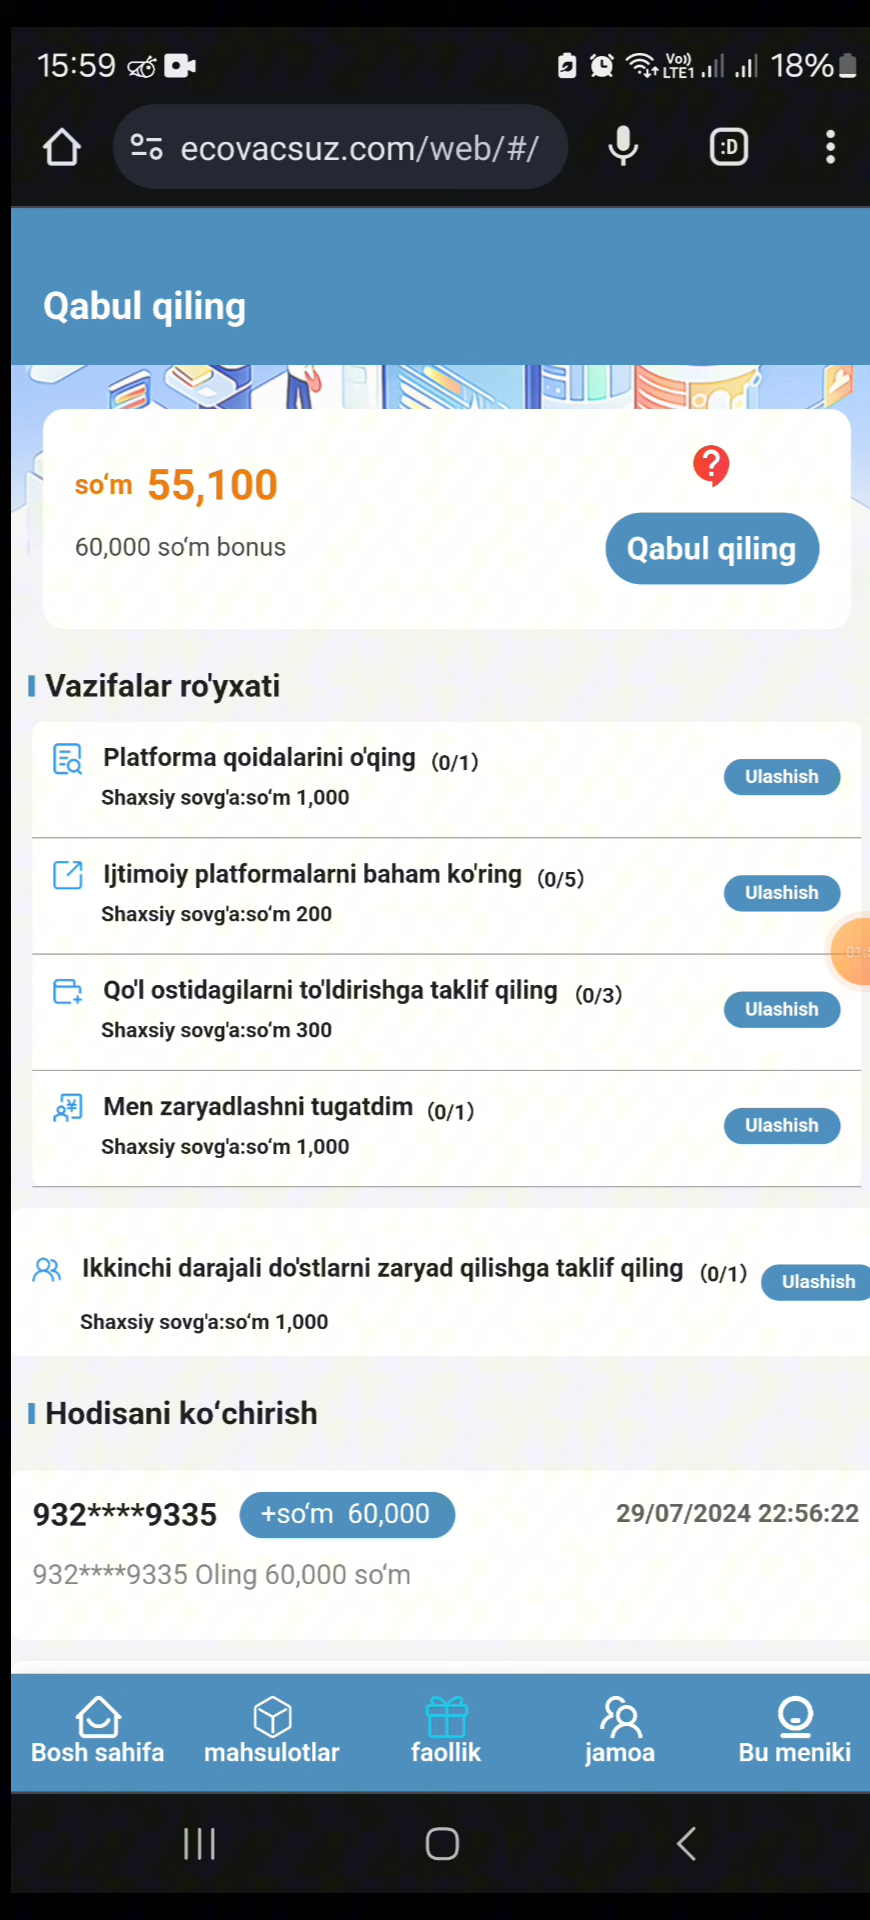 15:59
Vo))
LTE1
18%
ecovacsuz.com/web/#/
:D
Qabul qiling
so‘m 55,100
60,000 so‘m bonus
Qabul qiling
Vazifalar ro'yxati
Platforma qoidalarini o'qing (0/1)
Ulashish
Shaxsiy sovg'a:so‘m 1,000
Ijtimoiy platformalarni baham ko'ring (0/5)
Ulashish
Shaxsiy sovg'a:so‘m 200
Qo'l ostidagilarni to'ldirishga taklif qiling (0/3)
Ulashish
Shaxsiy sovg'a:so‘m 300
Men zaryadlashni tugatdim (0/1)
Ulashish
Shaxsiy sovg'a:so‘m 1,000
Ikkinchi darajali do'stlarni zaryad qilishga taklif qiling (0/1)
Ulashish
Shaxsiy sovg'a:so‘m 1,000
Hodisani ko‘chirish
932****9335 +so‘m 60,000 29/07/2024 22:56:22
932****9335 Oling 60,000 so‘m
Bosh sahifa mahsulotlar faollik jamoa Bu meniki